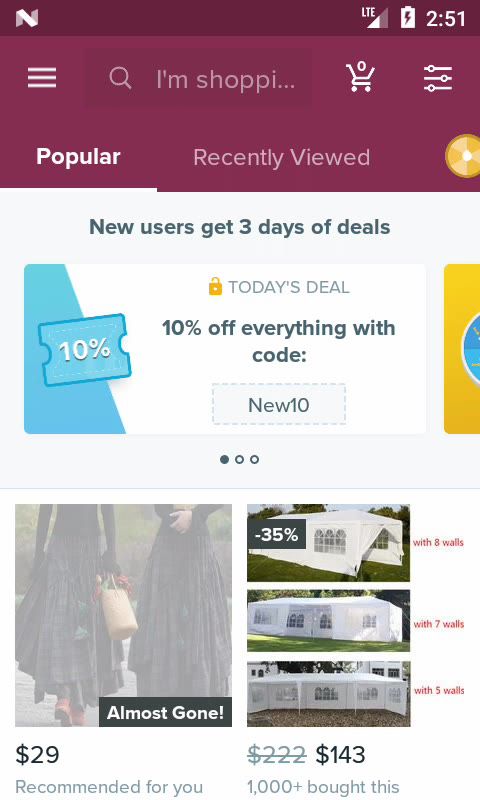 LTE
2:51
I'm shoppi...
0
Popular
Recently Viewed
New users get 3 days of deals
TODAY'S DEAL
10% off everything with
code:
10%
New10
-35%
with 8 walls
with 7 walls
with 5 walls
Almost Gone!
$29
$222 $143
Recommended for you
1,000+ bought this